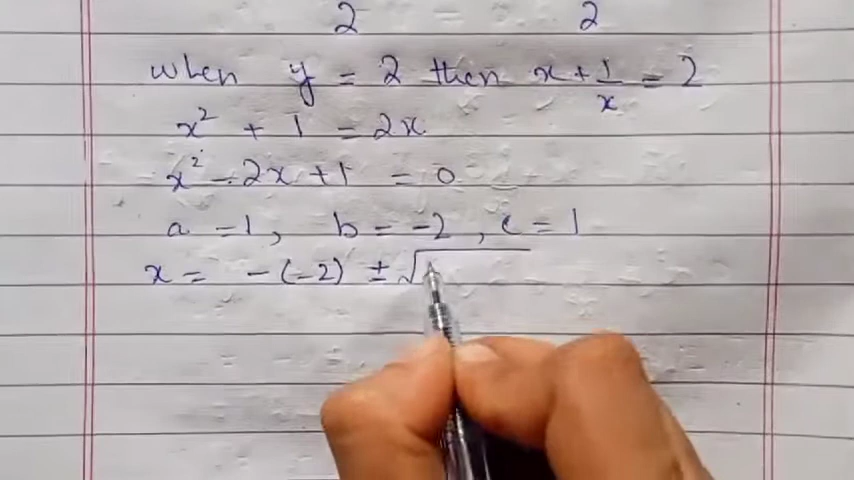 2 2
when y = 2 then x + 1/x = 2
x² + 1 = 2x
x² - 2x + 1 = 0
a = 1, b = -2, c = 1
x = - (-2) ± √